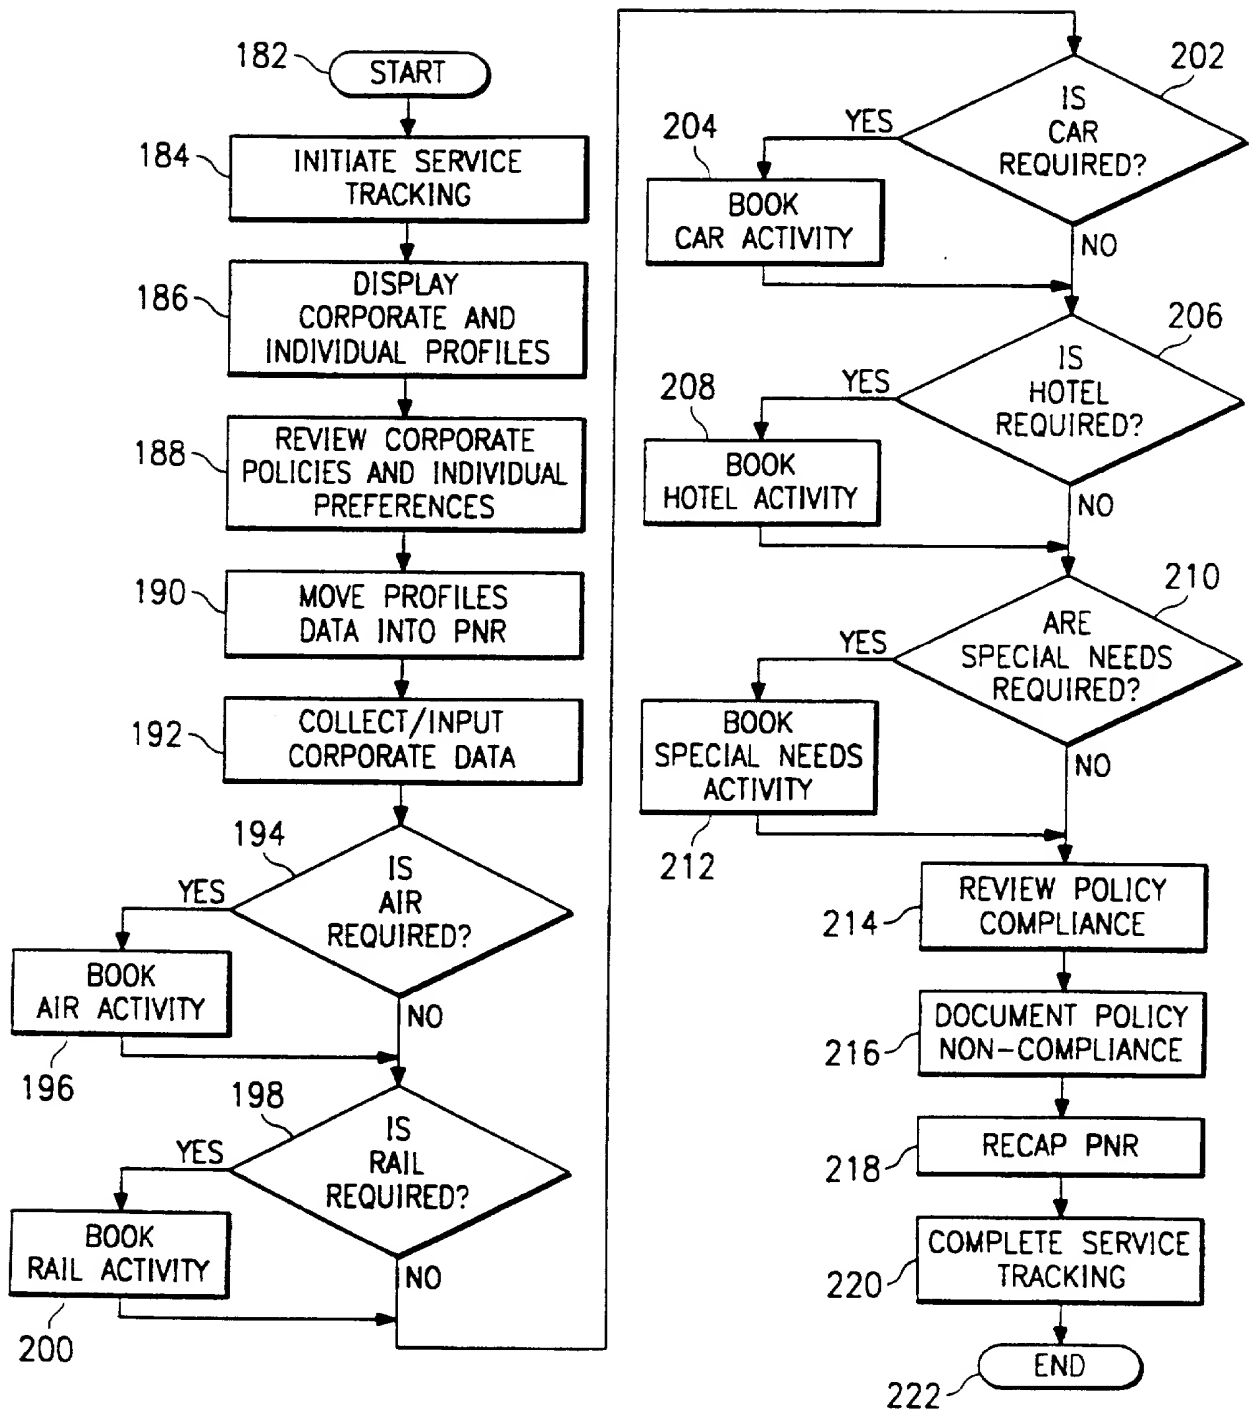 182
START
184
INITIATE SERVICE
TRACKING
186
DISPLAY
CORPORATE AND
INDIVIDUAL PROFILES
188
REVIEW CORPORATE
POLICIES AND INDIVIDUAL
PREFERENCES
190
MOVE PROFILES
DATA INTO PNR
192
COLLECT/INPUT
CORPORATE DATA
194
IS
AIR
REQUIRED?
YES
BOOK
AIR ACTIVITY
196
NO
198
IS
RAIL
REQUIRED?
YES
BOOK
RAIL ACTIVITY
200
NO
202
IS
CAR
REQUIRED?
YES
204
BOOK
CAR ACTIVITY
NO
206
IS
HOTEL
REQUIRED?
YES
208
BOOK
HOTEL ACTIVITY
NO
210
ARE
SPECIAL NEEDS
REQUIRED?
YES
BOOK
SPECIAL NEEDS
ACTIVITY
212
NO
214
REVIEW POLICY
COMPLIANCE
216
DOCUMENT POLICY
NON-COMPLIANCE
218
RECAP PNR
220
COMPLETE SERVICE
TRACKING
222
END